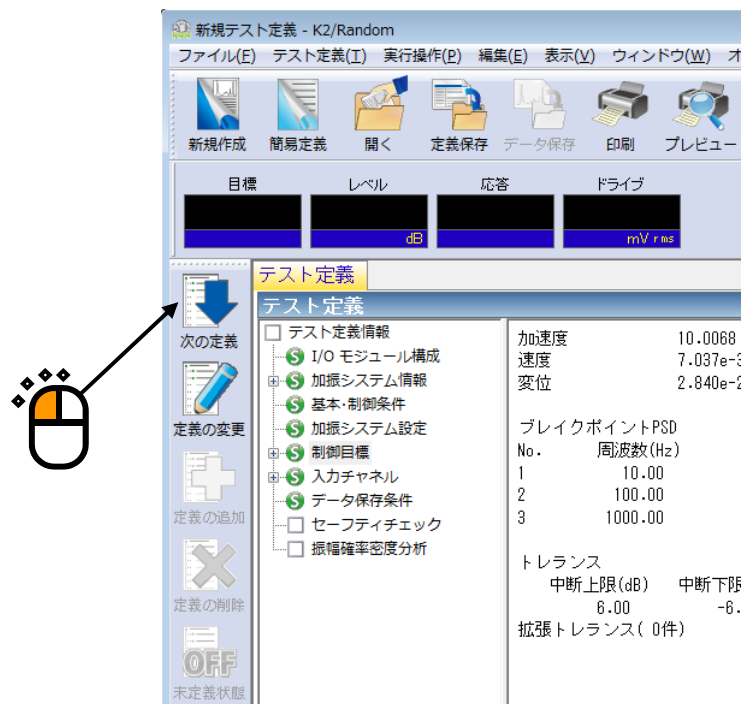 新規テスト定義 - K2/Random
ファイル(F) テスト定義(T) 実行操作(P) 編集(E) 表示(V) ウィンドウ(W) オ
新規作成 簡易定義 開く 定義保存 データ保存 印刷 プレビュー
目標 レベル 応答 ドライブ
dB mV rms
次の定義
定義の変更
定義の追加
定義の削除
OFF
未定義状態
テスト定義
テスト定義
テスト定義情報
S I/O モジュール構成
S 加振システム情報
S 基本・制御条件
S 加振システム設定
S 制御目標
S 入力チャネル
S データ保存条件
セーフティチェック
振幅確率密度分析
加速度 10.0068
速度 7.037e-3
変位 2.840e-2
ブレイクポイントPSD
No. 周波数(Hz)
1 10.00
2 100.00
3 1000.00
トレランス
中断上限(dB) 中断下限
6.00 -6.
拡張トレランス( 0件)